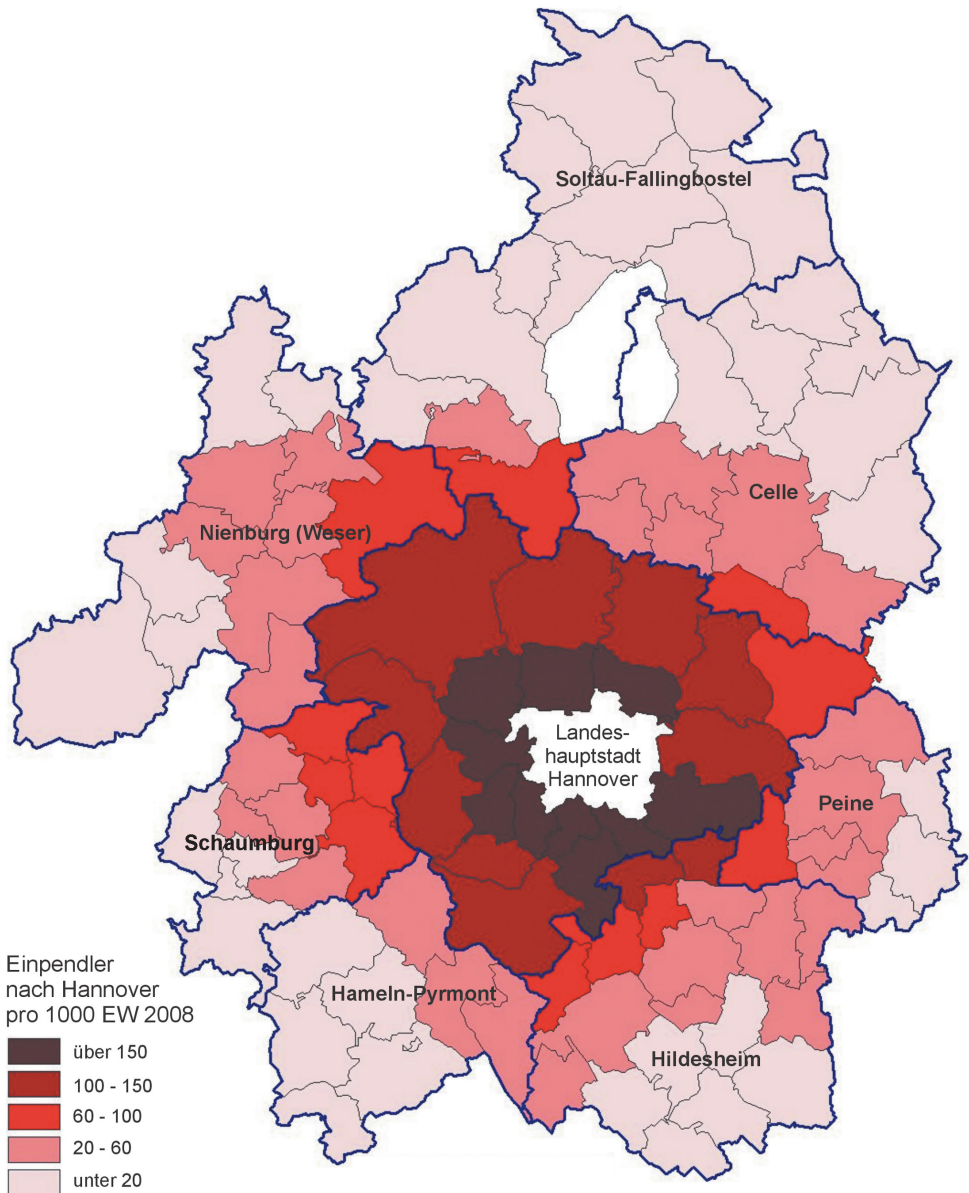 Soltau-Fallingbostel
Celle
Nienburg (Weser)
Landes-
hauptstadt
Hannover
Peine
Schaumburg
Hameln-Pyrmont
Hildesheim
Einpendler
nach Hannover
pro 1000 EW 2008
über 150
100 - 150
60 - 100
20 - 60
unter 20